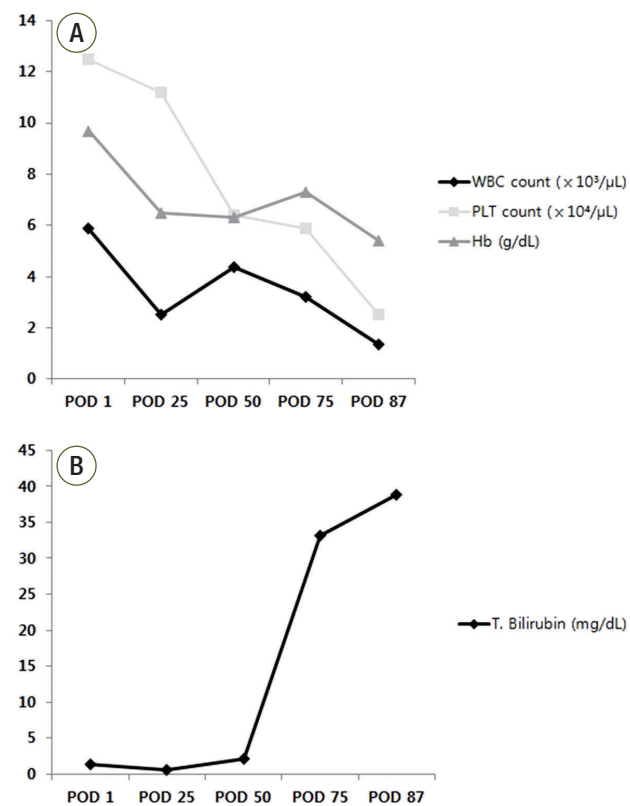 A
14
12
10
8
6
4
2
0
POD 1 POD 25 POD 50 POD 75 POD 87
WBC count (×10³/μL)
PLT count (×10⁴/μL)
Hb (g/dL)
B
45
40
35
30
25
20
15
10
5
0
POD 1 POD 25 POD 50 POD 75 POD 87
T. Bilirubin (mg/dL)